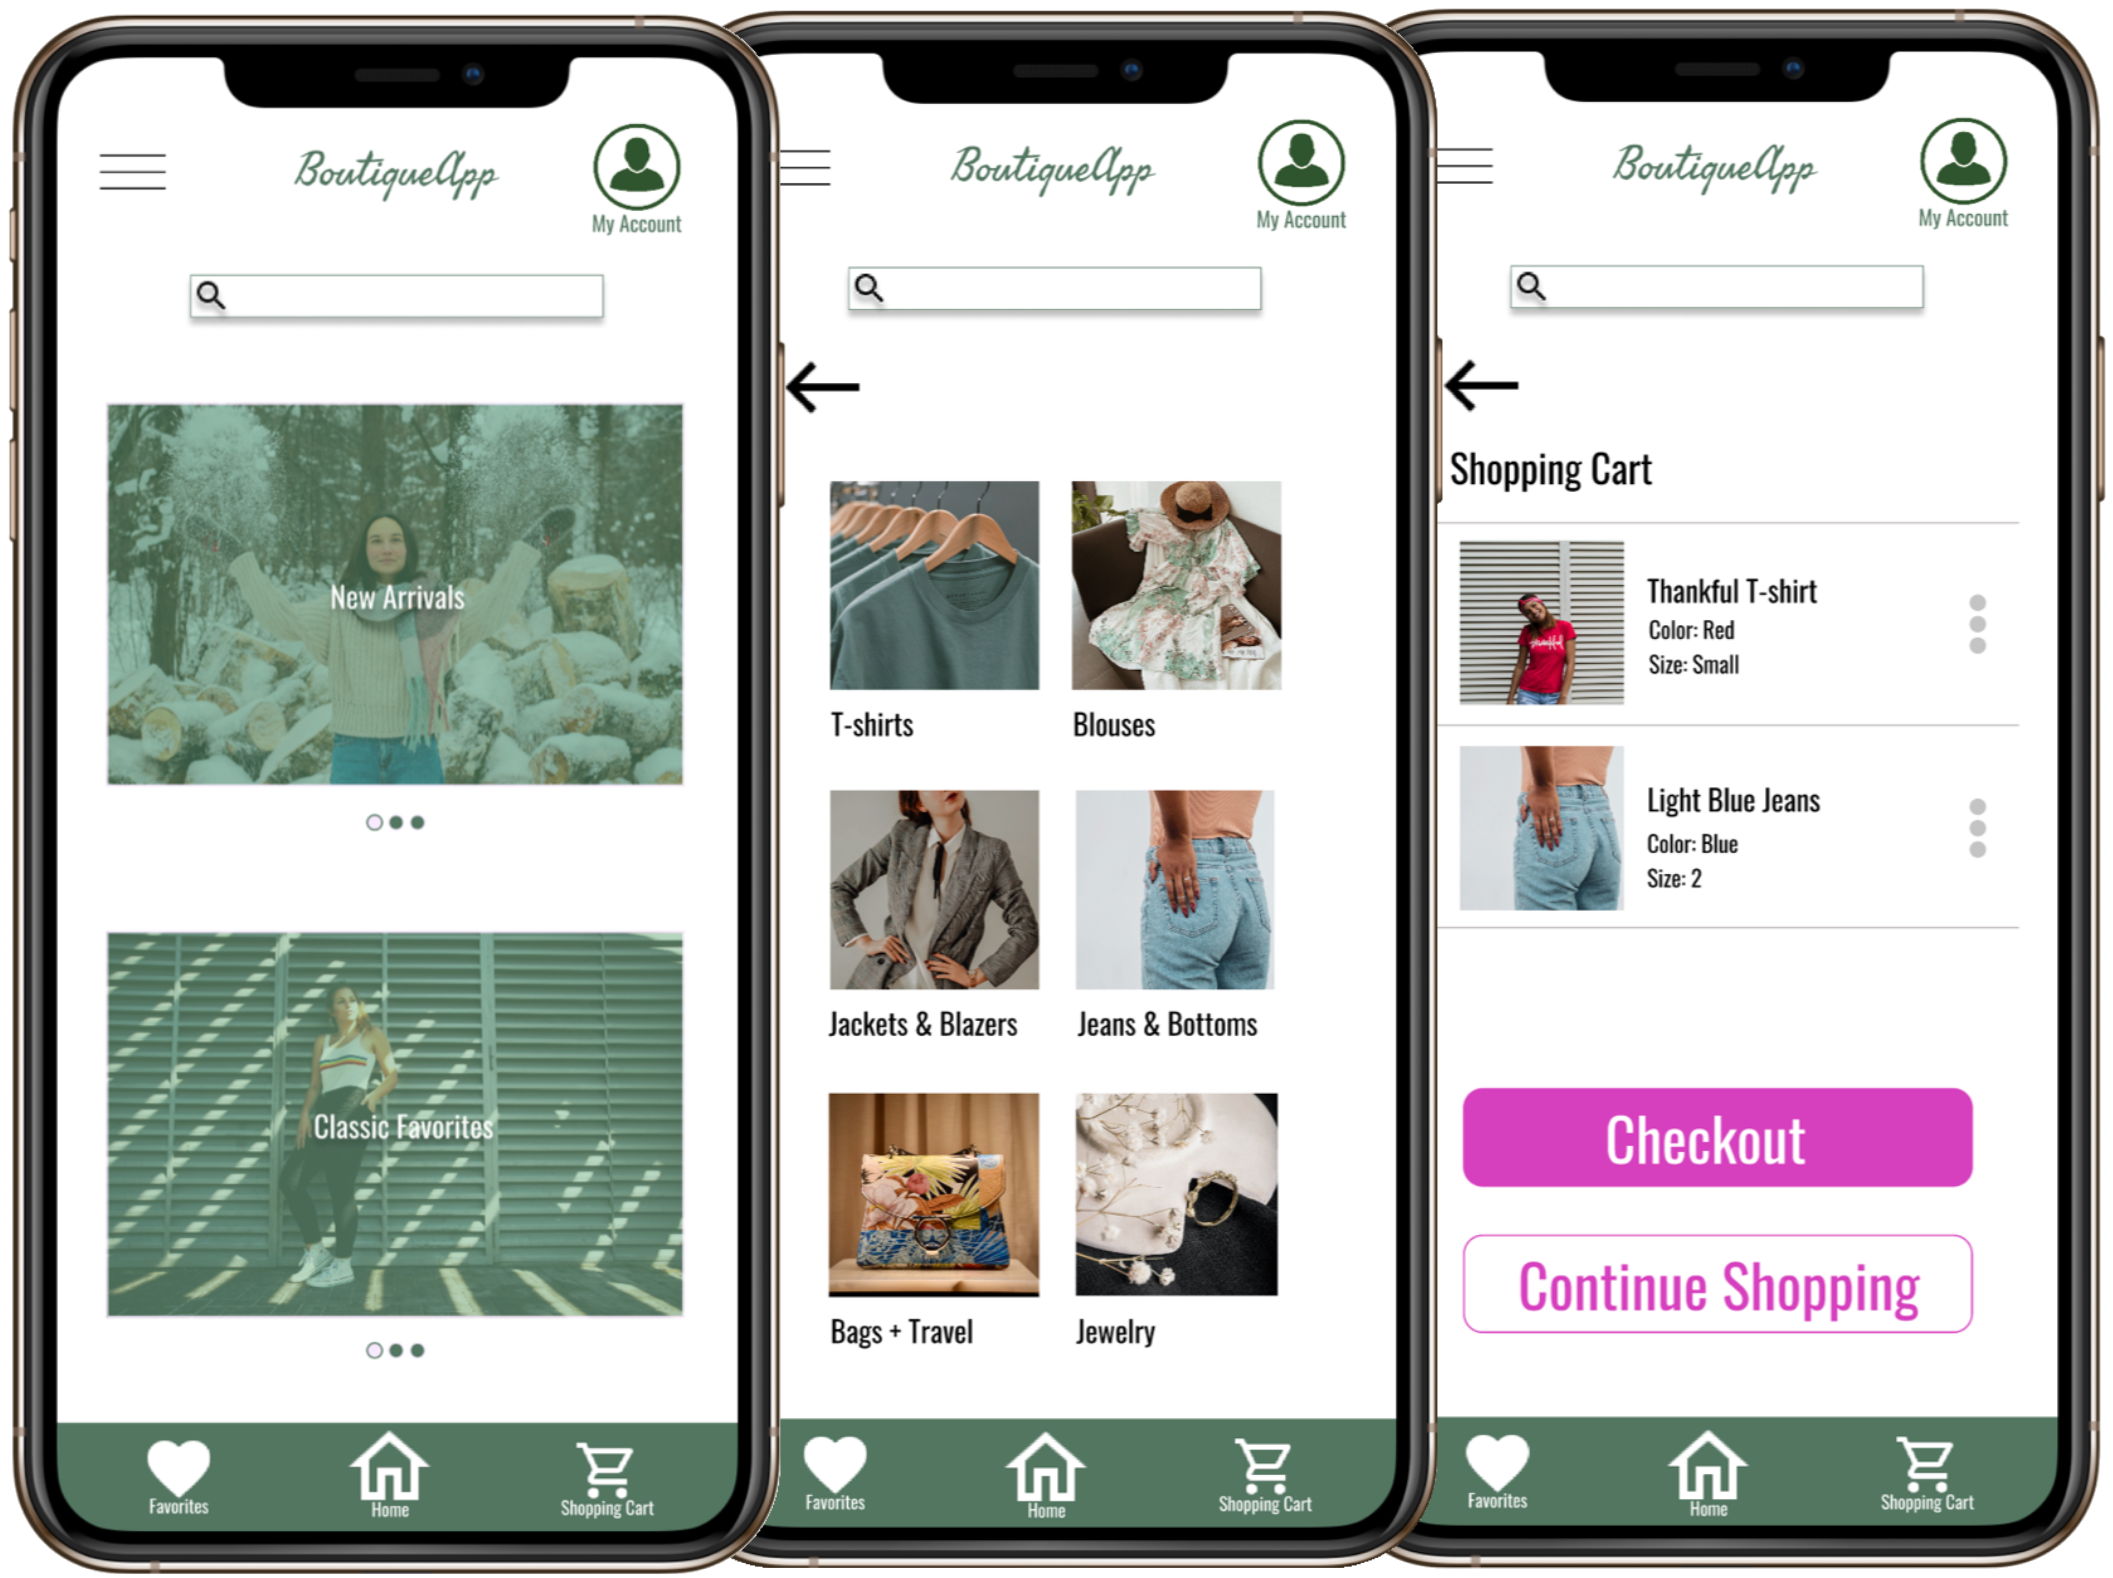 BoutiqueApp
My Account
New Arrivals
Classic Favorites
Favorites
Home
Shopping Cart
BoutiqueApp
My Account
T-shirts
Blouses
Jackets & Blazers
Jeans & Bottoms
Bags + Travel
Jewelry
Favorites
Home
Shopping Cart
BoutiqueApp
My Account
Shopping Cart
thankful
Thankful T-shirt
Color: Red
Size: Small
Light Blue Jeans
Color: Blue
Size: 2
Checkout
Continue Shopping
Favorites
Home
Shopping Cart